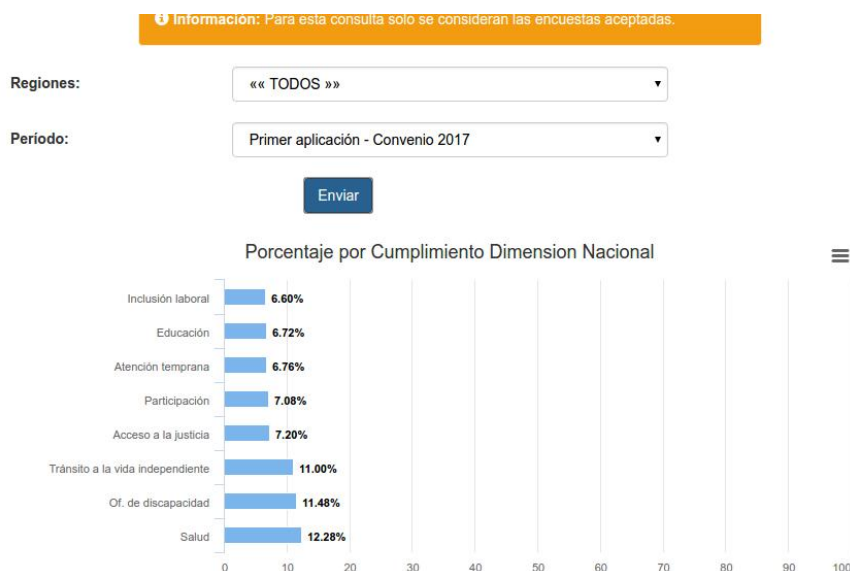 Información: Para esta consulta solo se consideran las encuestas aceptadas.
Regiones:
«« TODOS »»
Período:
Primer aplicación - Convenio 2017
Enviar
Porcentaje por Cumplimiento Dimension Nacional
Inclusión laboral 6.60%
Educación 6.72%
Atención temprana 6.76%
Participación 7.08%
Acceso a la justicia 7.20%
Tránsito a la vida independiente 11.00%
Of. de discapacidad 11.48%
Salud 12.28%
0 10 20 30 40 50 60 70 80 90 100